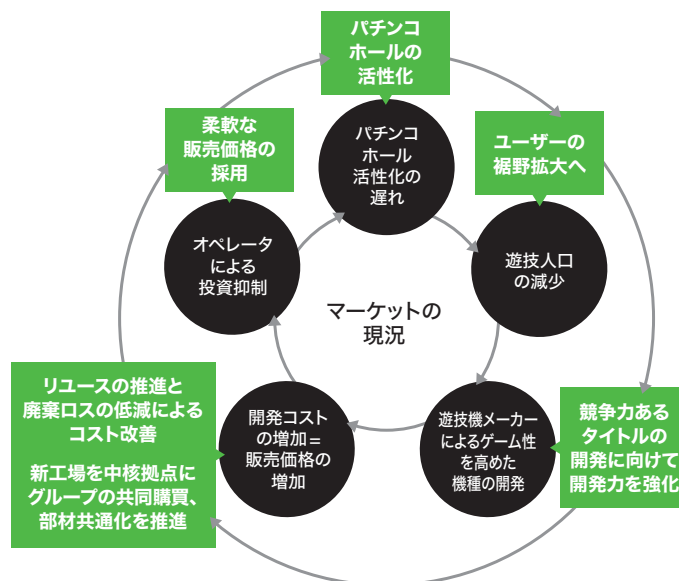 パチンコ
ホールの
活性化
柔軟な
販売価格の
採用
ユーザーの
裾野拡大へ
パチンコ
ホール
活性化の
遅れ
オペレータ
による
投資抑制
遊技人口
の減少
マーケットの
現況
リユースの推進と
廃棄ロスの低減による
コスト改善
新工場を中核拠点に
グループの共同購買、
部材共通化を推進
開発コスト
の増加=
販売価格の
増加
遊技機メーカー
によるゲーム性
を高めた
機種の開発
競争力ある
タイトルの
開発に向けて
開発力を強化